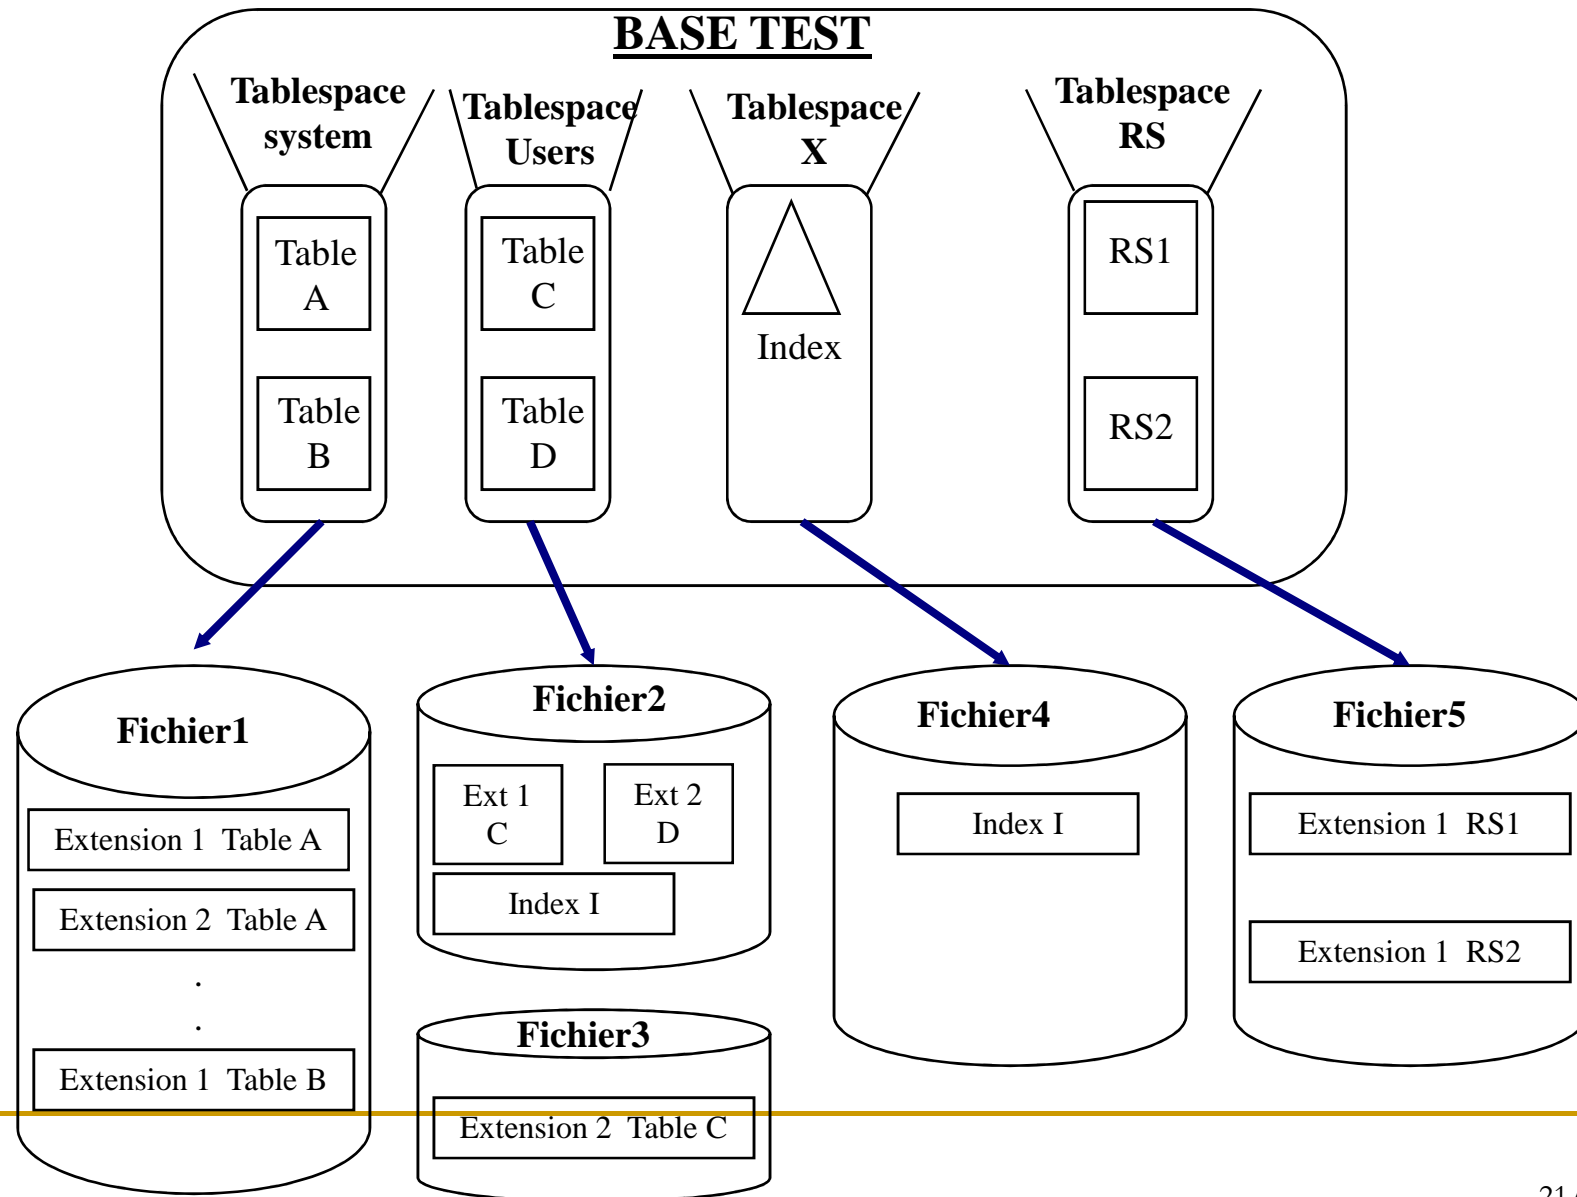 BASE TEST
Tablespace
system
Tablespace
Users
Tablespace
X
Tablespace
RS
Table
A
Table
B
Table
C
Table
D
Index
RS1
RS2
Fichier1
Extension 1 Table A
Extension 2 Table A
.
.
Extension 1 Table B
Fichier2
Ext 1
C
Ext 2
D
Index I
Fichier3
Extension 2 Table C
Fichier4
Index I
Fichier5
Extension 1 RS1
Extension 1 RS2